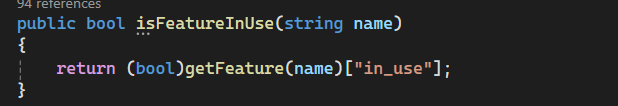 94 references
public bool isFeatureInUse(string name)
{
return (bool)getFeature(name)["in_use"];
}